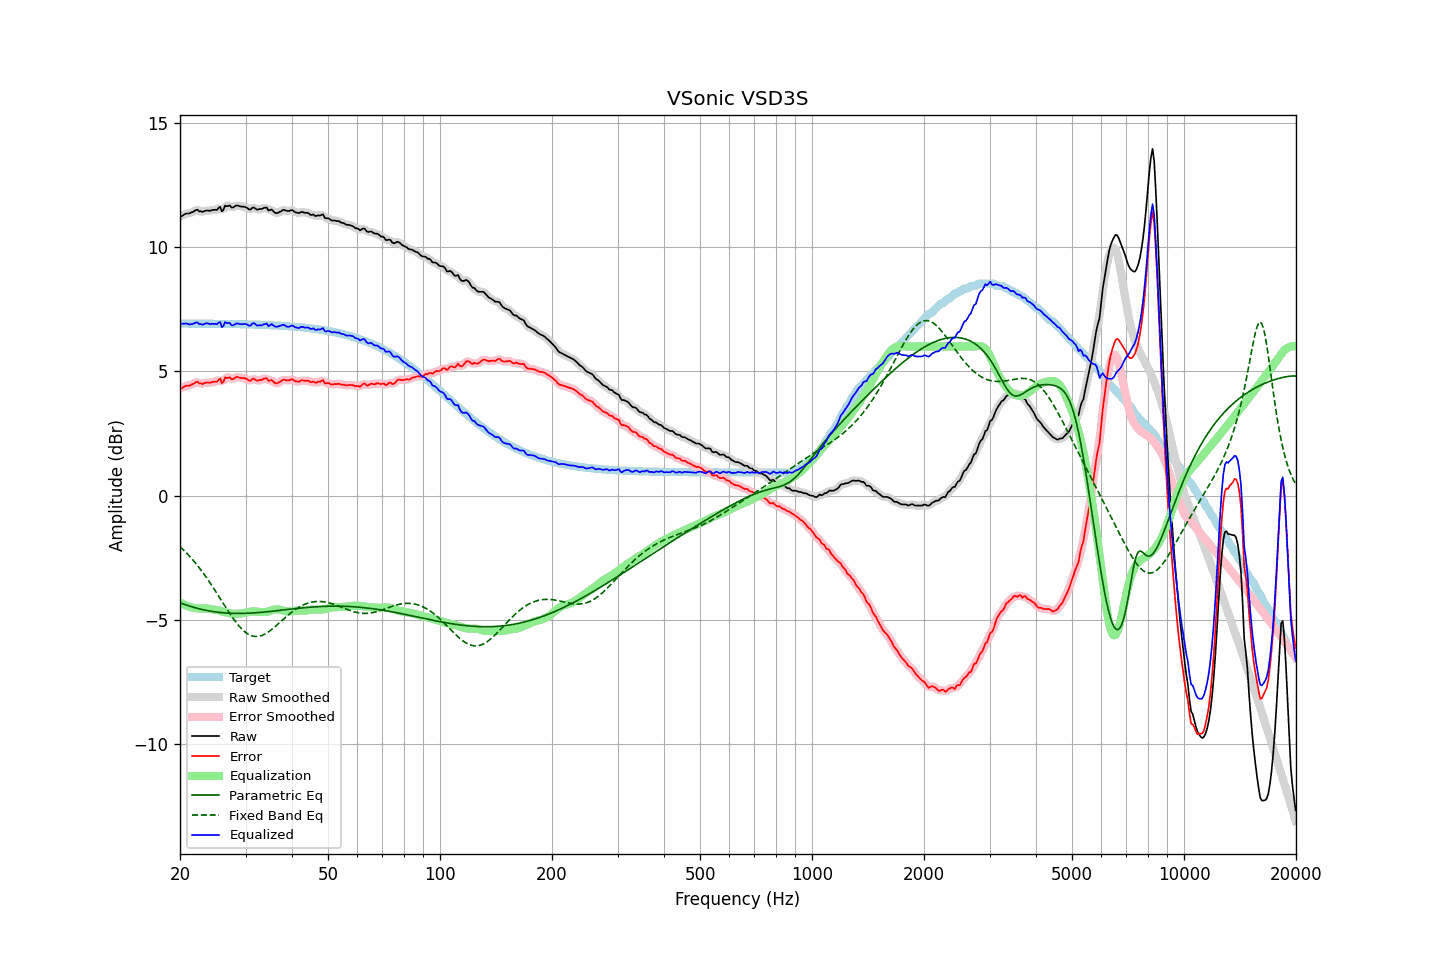 VSonic VSD3S
Amplitude (dBr)
15
10
5
0
−5
−10
Target
Raw Smoothed
Error Smoothed
Raw
Error
Equalization
Parametric Eq
Fixed Band Eq
Equalized
20 50 100 200 500 1000 2000 5000 10000 20000
Frequency (Hz)